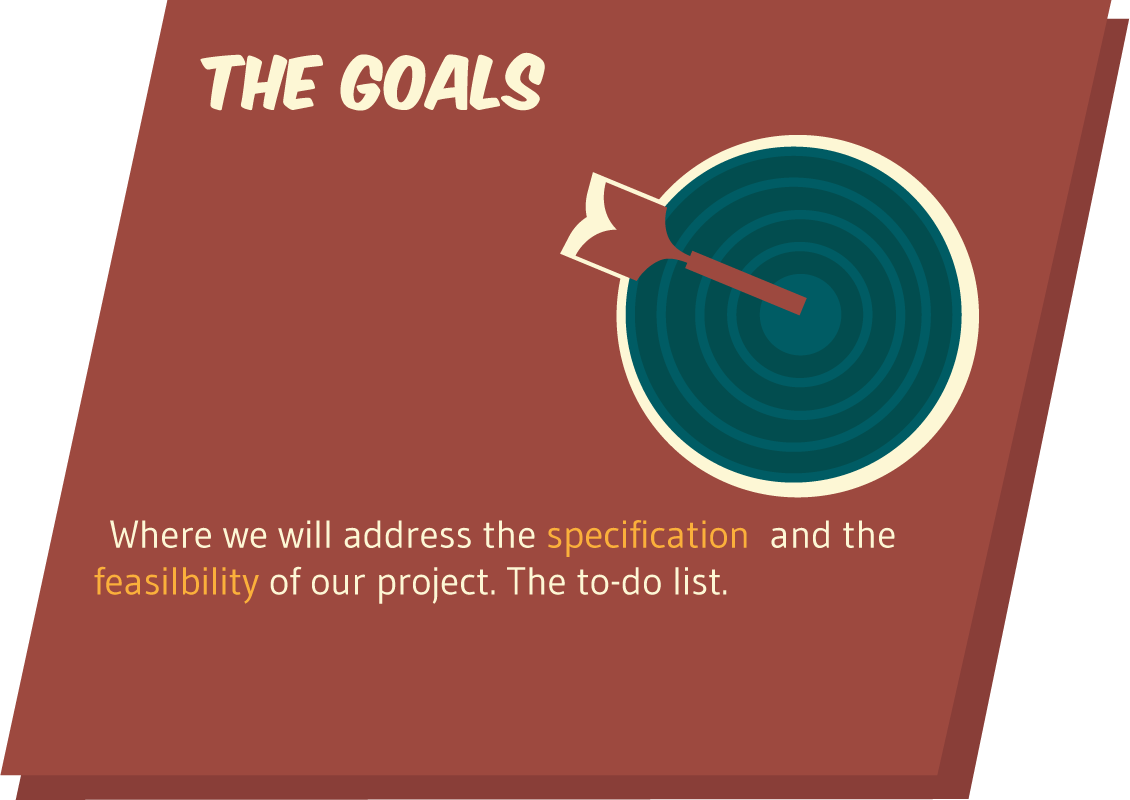 THE GOALS
Where we will address the specification and the
feasilbility of our project. The to-do list.